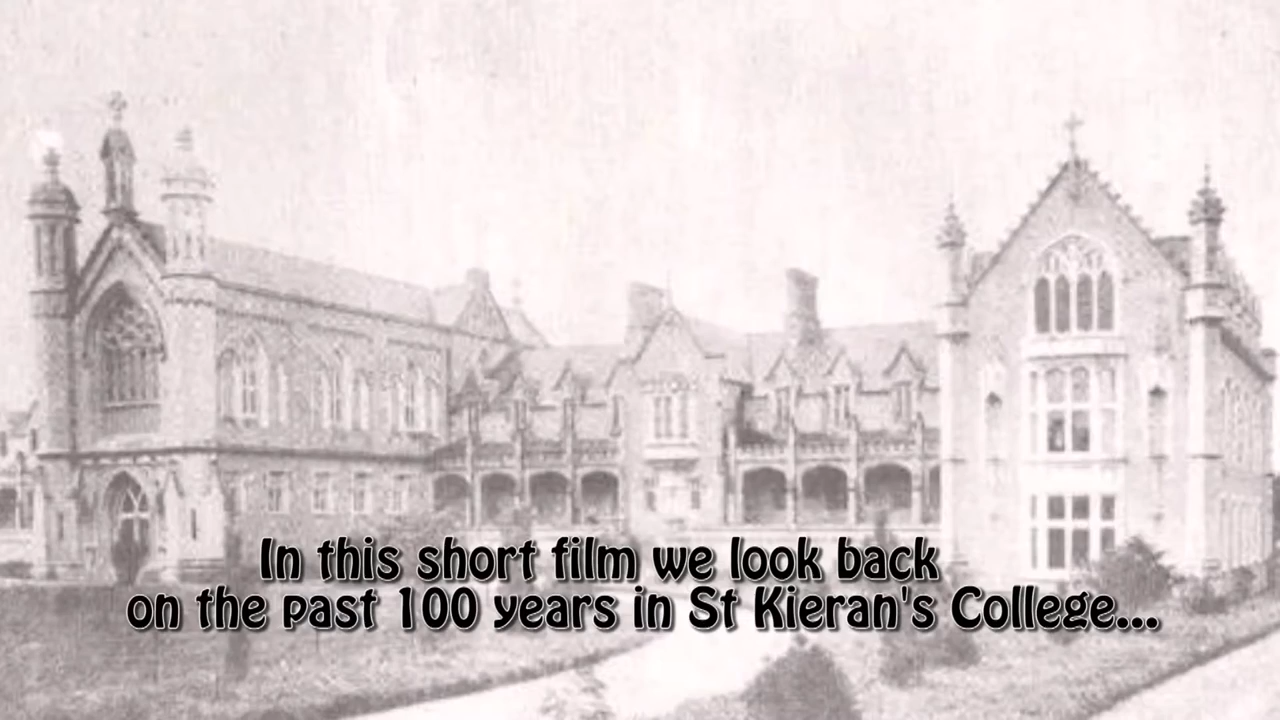 In this short film we look back
on the past 100 years in St Kieran's College...